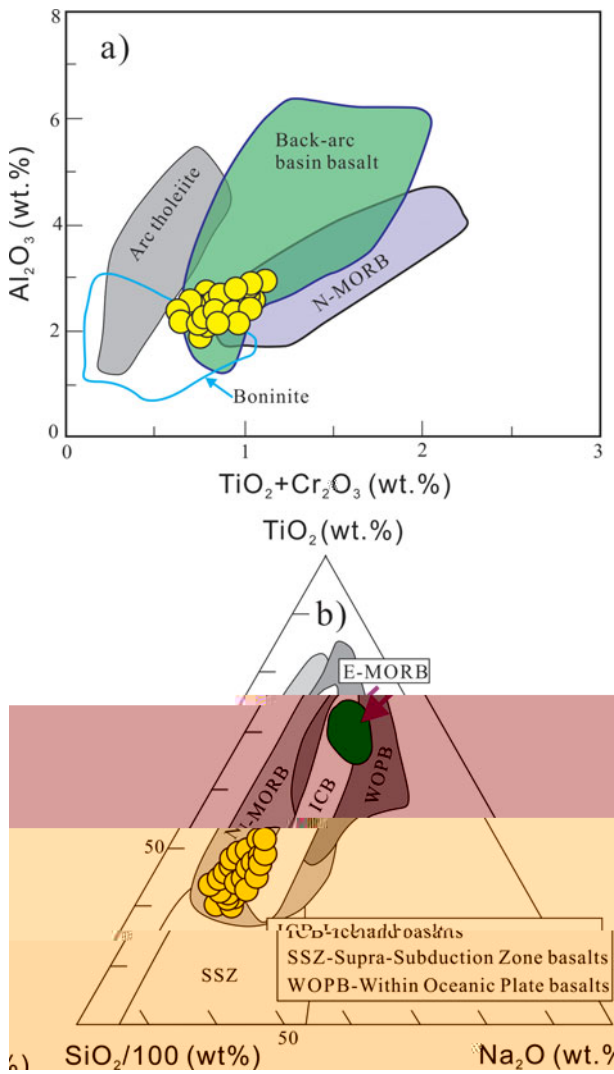 8
a)
6
Back-arc
basin basalt
Arc tholeiite
Al₂O₃ (wt.%)
4
N-MORB
2
Boninite
0
0
1
2
3
TiO₂+Cr₂O₃ (wt.%)
TiO₂ (wt.%)
b)
E-MORB
N-MORB
ICB
WOPB
50
SSZ-Supra-Subduction Zone basalts
SSZ
WOPB-Within Oceanic Plate basalts
50
SiO₂/100 (wt%)
Na₂O (wt.%